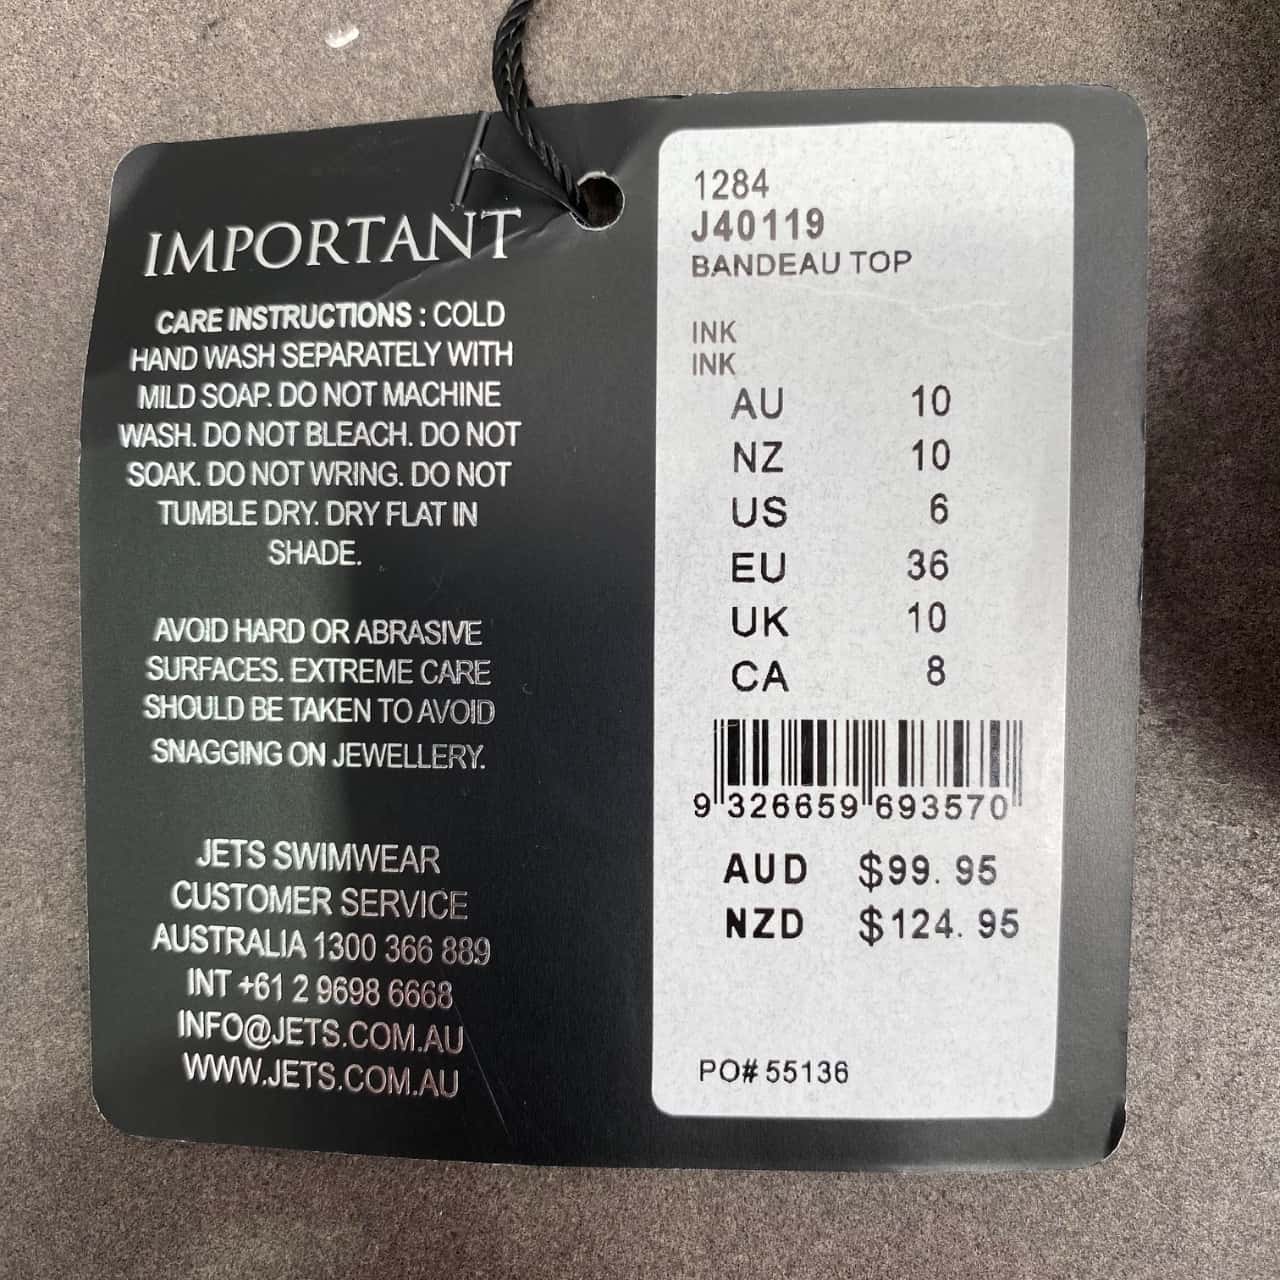 IMPORTANT
CARE INSTRUCTIONS : COLD
HAND WASH SEPARATELY WITH
MILD SOAP. DO NOT MACHINE
WASH. DO NOT BLEACH. DO NOT
SOAK. DO NOT WRING. DO NOT
TUMBLE DRY. DRY FLAT IN
SHADE.
AVOID HARD OR ABRASIVE
SURFACES. EXTREME CARE
SHOULD BE TAKEN TO AVOID
SNAGGING ON JEWELLERY.
JETS SWIMWEAR
CUSTOMER SERVICE
AUSTRALIA 1300 366 889
INT +61 2 9698 6668
INFO@JETS.COM.AU
WWW.JETS.COM.AU
1284
J40119
BANDEAU TOP
INK
INK
AU 10
NZ 10
US 6
EU 36
UK 10
CA 8
9 326659 693570
AUD $99.95
NZD $124.95
PO# 55136